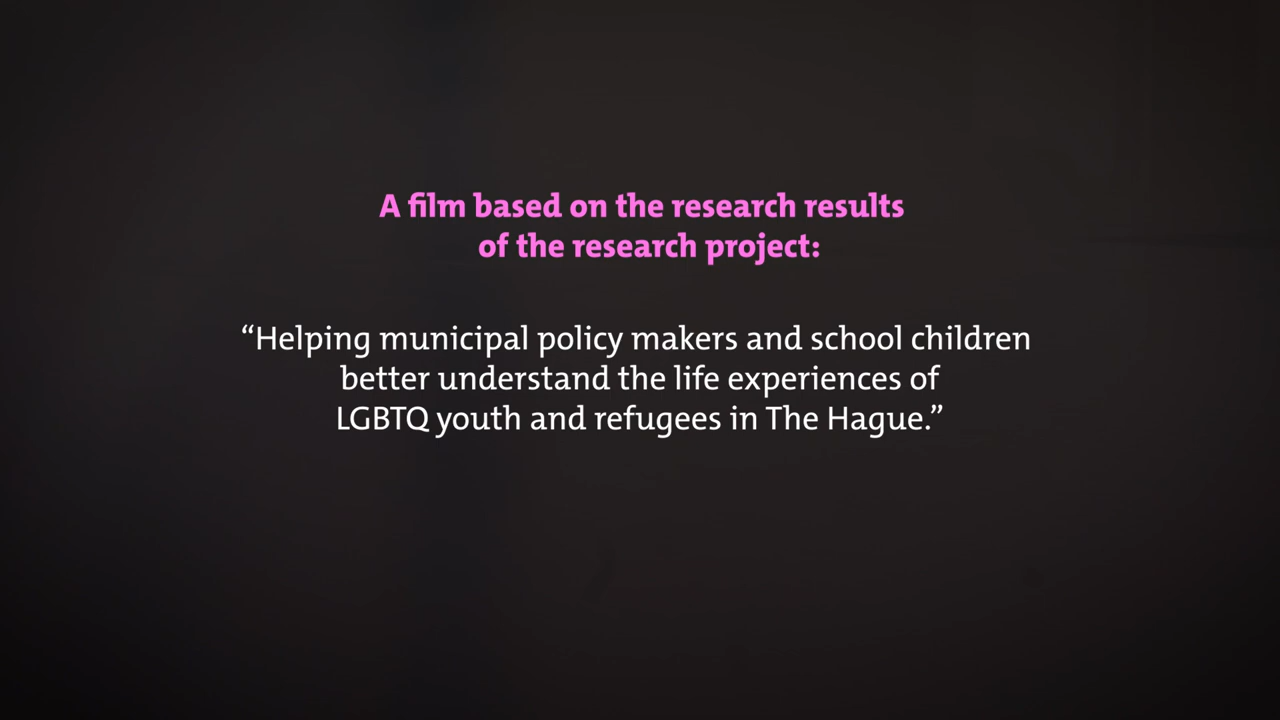 A film based on the research results
of the research project:
“Helping municipal policy makers and school children
better understand the life experiences of
LGBTQ youth and refugees in The Hague.”